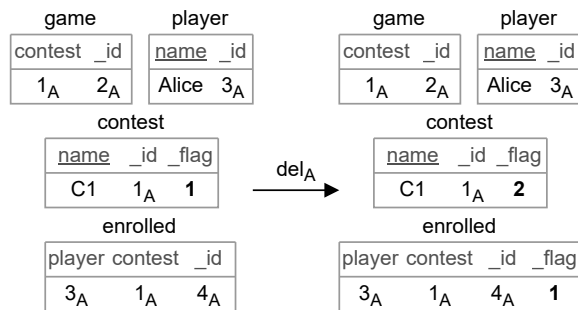 game player
contest _id name _id
1A 2A Alice 3A
contest
name _id _flag
C1 1A 1
enrolled
player contest _id
3A 1A 4A
delA
game player
contest _id name _id
1A 2A Alice 3A
contest
name _id _flag
C1 1A 2
enrolled
player contest _id _flag
3A 1A 4A 1